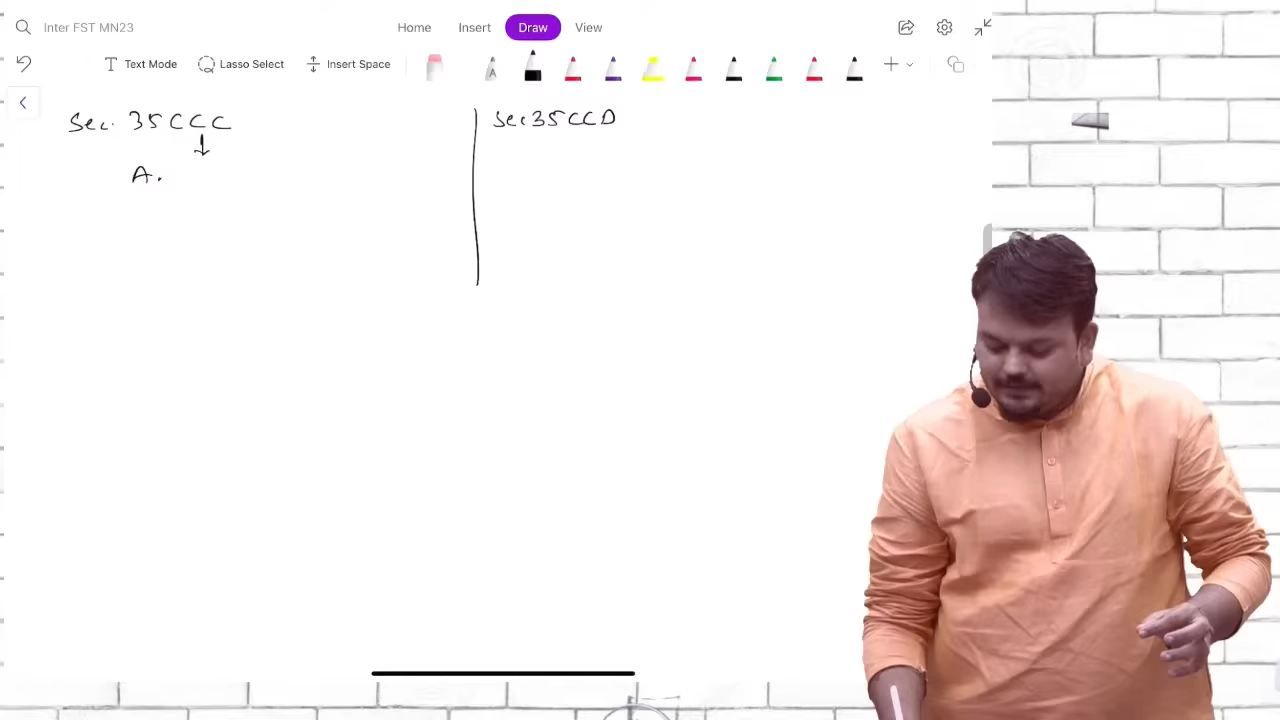 Inter FST MN23
Home Insert Draw View
Text Mode Lasso Select Insert Space
Sec. 35CCC
A.
Sec 35CCD